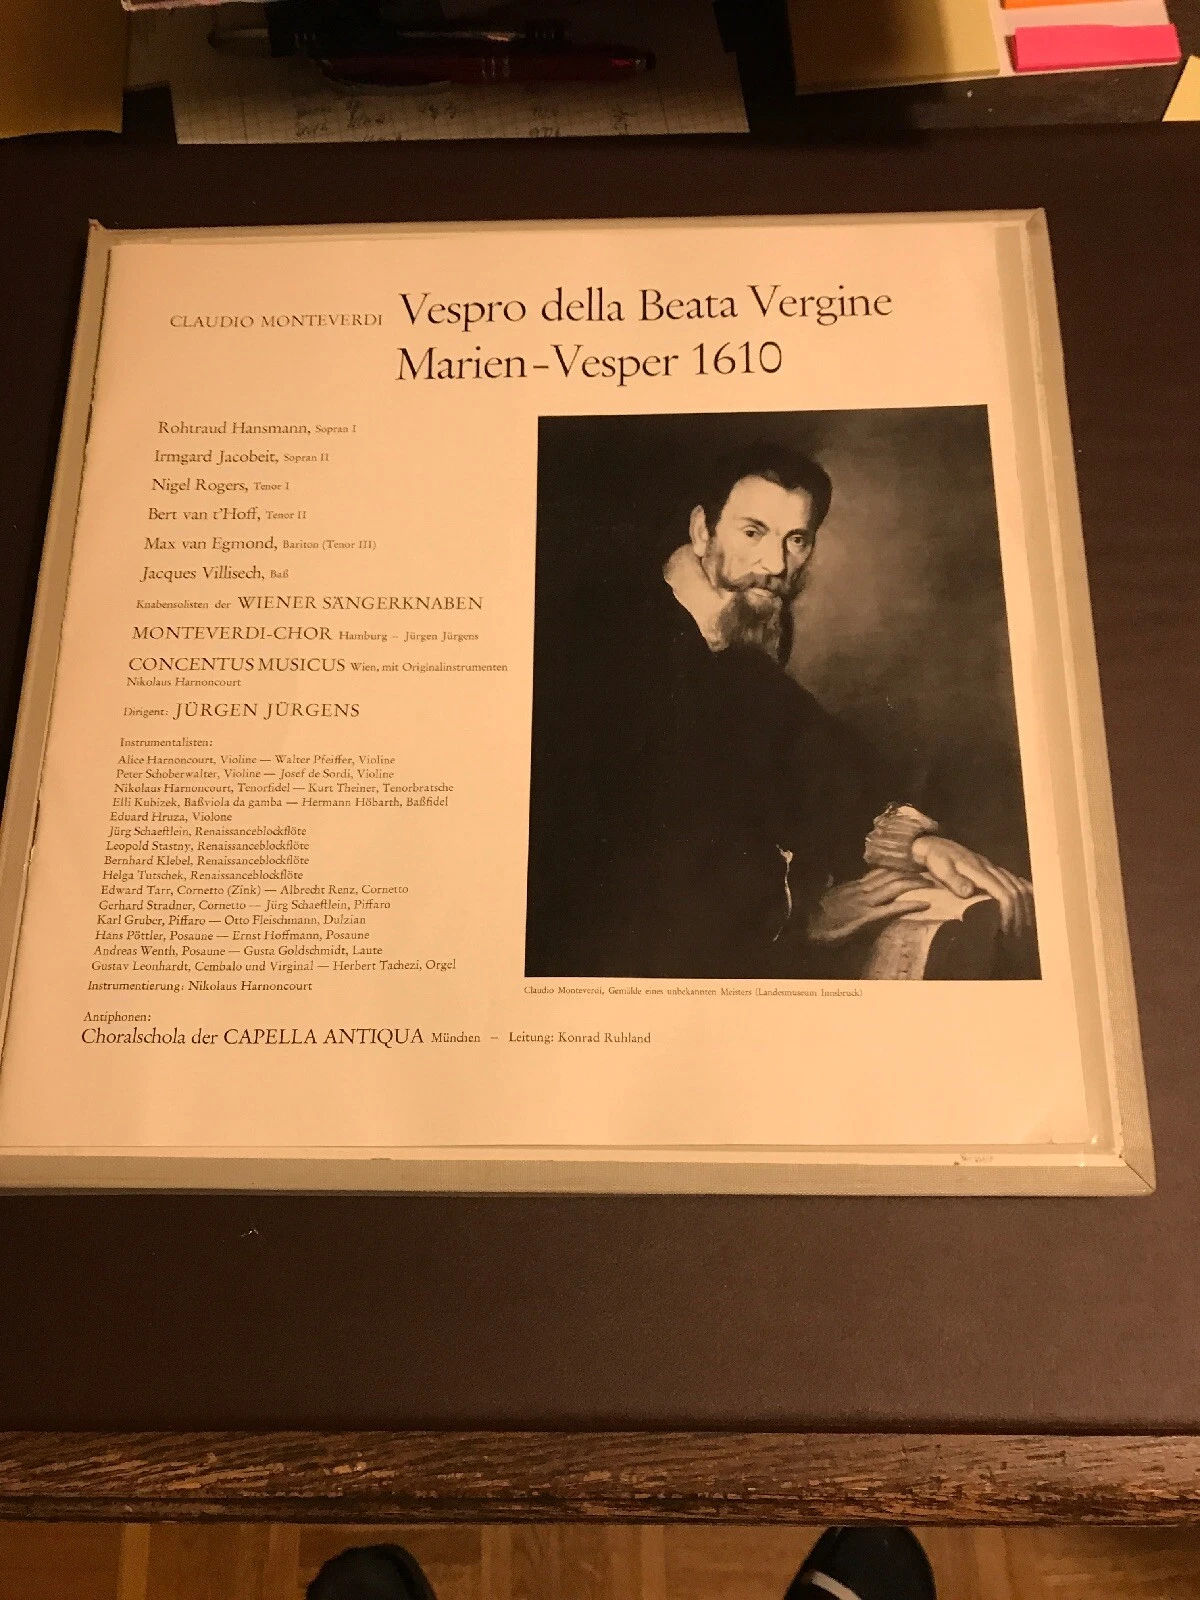 CLAUDIO MONTEVERDI Vespro della Beata Vergine
Marien-Vesper 1610
Rohtraud Hansmann, Sopran I
Irmgard Jacobeit, Sopran II
Nigel Rogers, Tenor I
Bert van t'Hoff, Tenor II
Max van Egmond, Bariton (Tenor III)
Jacques Villisech, Baß
Knabensolisten der WIENER SÄNGERKNABEN
MONTEVERDI-CHOR Hamburg – Jürgen Jürgens
CONCENTUS MUSICUS Wien, mit Originalinstrumenten
Nikolaus Harnoncourt
Dirigent: JÜRGEN JÜRGENS
Instrumentalisten:
Alice Harnoncourt, Violine — Walter Pfeiffer, Violine
Peter Schoberwalter, Violine — Josef de Sordi, Violine
Nikolaus Harnoncourt, Tenorfidel — Kurt Theiner, Tenorbratsche
Elli Kubizek, Baßviola da gamba — Hermann Höbarth, Baßfidel
Eduard Hruza, Violone
Jürg Schaeftlein, Renaissanceblockflöte
Leopold Stastny, Renaissanceblockflöte
Bernhard Klebel, Renaissanceblockflöte
Helga Tutschek, Renaissanceblockflöte
Edward Tarr, Cornetto (Zink) — Albrecht Renz, Cornetto
Gerhard Stradner, Cornetto — Jürg Schaeftlein, Piffaro
Karl Gruber, Piffaro — Otto Fleischmann, Dulzian
Hans Pöttler, Posaune — Ernst Hoffmann, Posaune
Andreas Wenth, Posaune — Gusta Goldschmidt, Laute
Gustav Leonhardt, Cembalo und Virginal — Herbert Tachezi, Orgel
Instrumentierung: Nikolaus Harnoncourt
Claudio Monteverdi, Gemälde eines unbekannten Meisters (Landesmuseum Innsbruck)
Antiphonen:
Choralschola der CAPELLA ANTIQUA München – Leitung: Konrad Ruhland